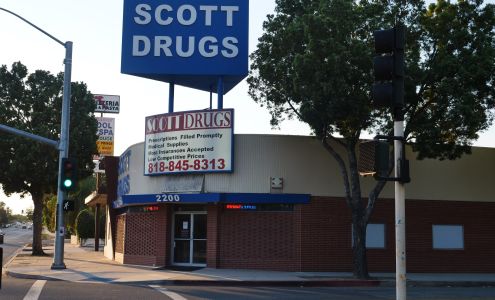 SCOTT
DRUGS
SCOTT DRUGS
Prescriptions Filled Promptly
Medical Supplies
Most Insurances Accepted
Low Competitive Prices
818-845-8313
2200
DRUGS